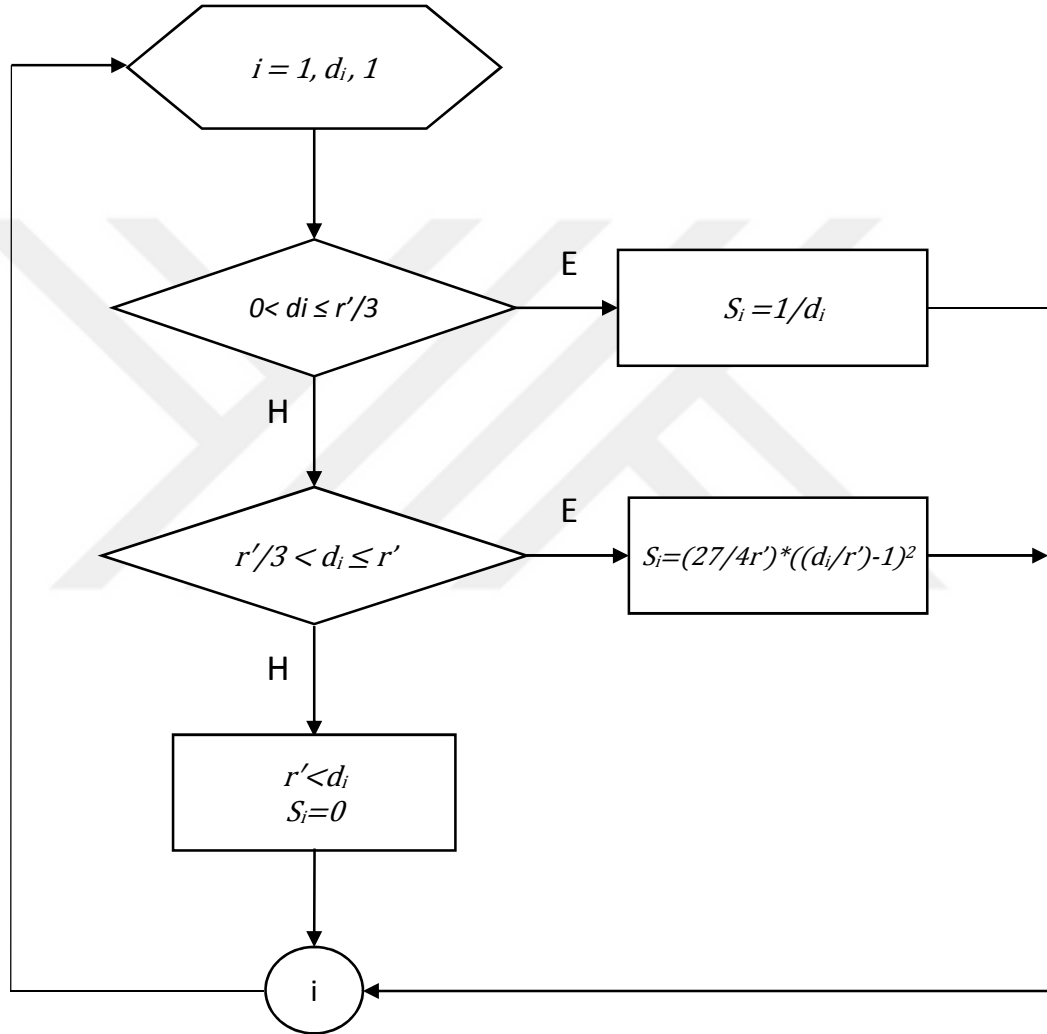 i = 1, dᵢ, 1
0< di ≤ r’/3
E
Sᵢ =1/dᵢ
H
r’/3 < dᵢ ≤ r’
E
Sᵢ=(27/4r’)*((dᵢ/r’)-1)²
H
r’<dᵢ
Sᵢ=0
i